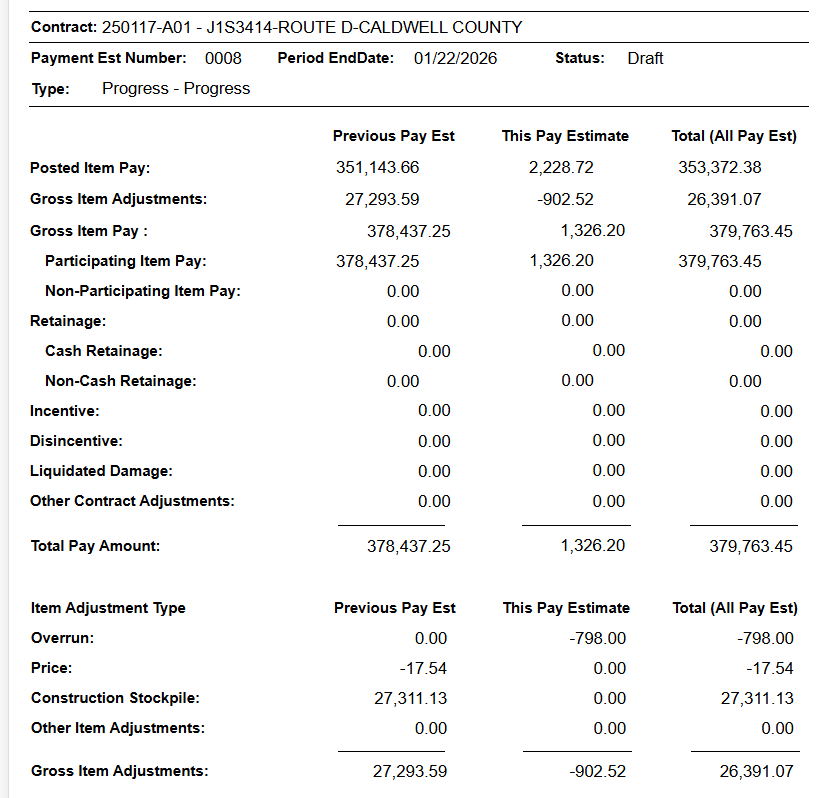 Contract: 250117-A01 - J1S3414-ROUTE D-CALDWELL COUNTY
Payment Est Number: 0008 Period EndDate: 01/22/2026 Status: Draft
Type: Progress - Progress
Previous Pay Est This Pay Estimate Total (All Pay Est)
Posted Item Pay: 351,143.66 2,228.72 353,372.38
Gross Item Adjustments: 27,293.59 -902.52 26,391.07
Gross Item Pay : 378,437.25 1,326.20 379,763.45
Participating Item Pay: 378,437.25 1,326.20 379,763.45
Non-Participating Item Pay: 0.00 0.00 0.00
Retainage: 0.00 0.00 0.00
Cash Retainage: 0.00 0.00 0.00
Non-Cash Retainage: 0.00 0.00 0.00
Incentive: 0.00 0.00 0.00
Disincentive: 0.00 0.00 0.00
Liquidated Damage: 0.00 0.00 0.00
Other Contract Adjustments: 0.00 0.00 0.00
Total Pay Amount: 378,437.25 1,326.20 379,763.45
Item Adjustment Type Previous Pay Est This Pay Estimate Total (All Pay Est)
Overrun: 0.00 -798.00 -798.00
Price: -17.54 0.00 -17.54
Construction Stockpile: 27,311.13 0.00 27,311.13
Other Item Adjustments: 0.00 0.00 0.00
Gross Item Adjustments: 27,293.59 -902.52 26,391.07